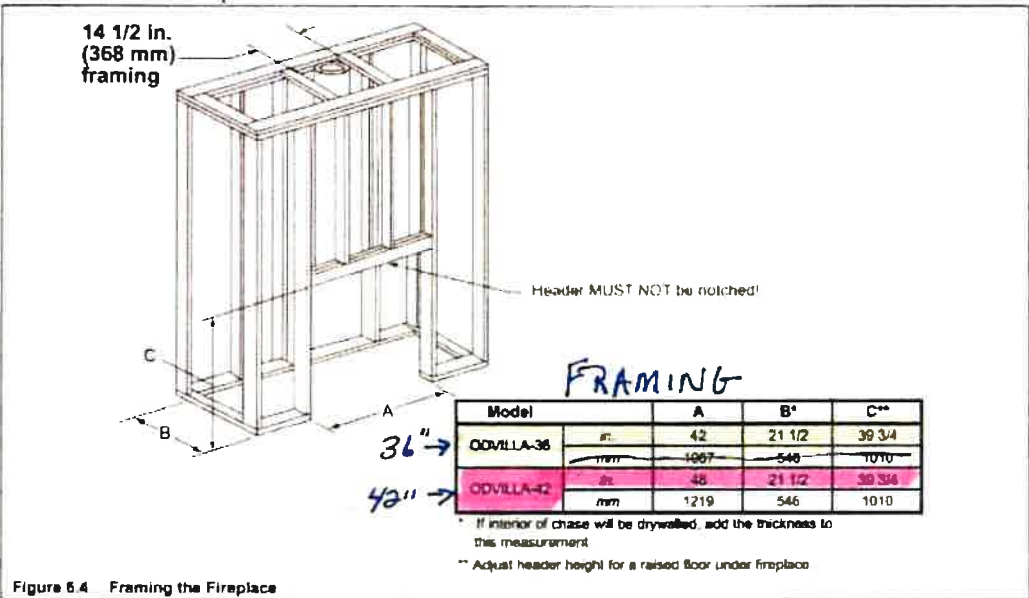 14 1/2 in.
(368 mm)
framing
Header MUST NOT be notched!
C
B
A
FRAMING
Model A B* C**
36" → ODVILLA-36 in. 42 21 1/2 39 3/4
mm 1067 546 1010
42" → ODVILLA-42 in. 48 21 1/2 39 3/4
mm 1219 546 1010
* If interior of chase will be drywalled, add the thickness to
this measurement
** Adjust header height for a raised floor under fireplace.
Figure 6.4 Framing the Fireplace